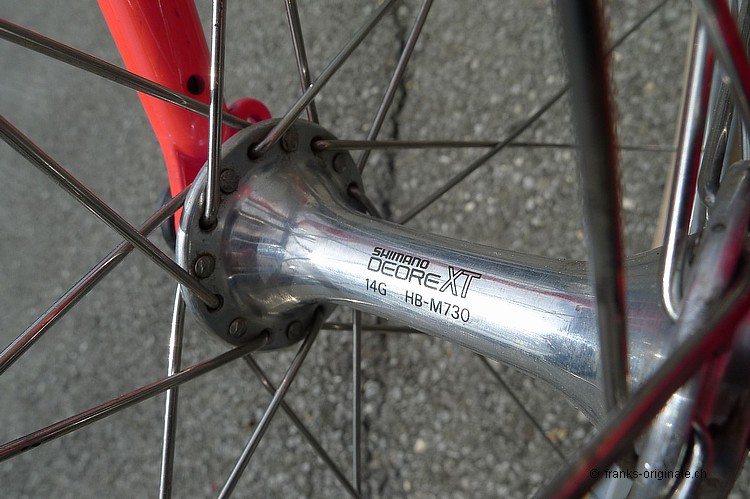 SHIMANO
DEORE XT
14G HB-M730
© franks-originale.ch